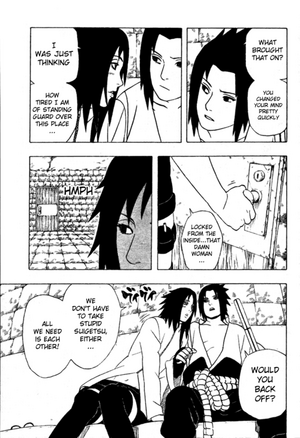 WHAT
BROUGHT
THAT ON?
YOU
CHANGED
YOUR MIND
PRETTY
QUICKLY
I
WAS JUST
THINKING
HOW
TIRED I AM
OF STANDING
GUARD OVER
THIS PLACE
...
LOCKED
FROM THE
INSIDE...THAT
DAMN
WOMAN
...
HMPH
WOULD
YOU BACK
OFF?
WE
DON'T
HAVE
TO TAKE
STUPID
SUIGETSU,
EITHER
...
ALL
WE NEED
IS EACH
OTHER!